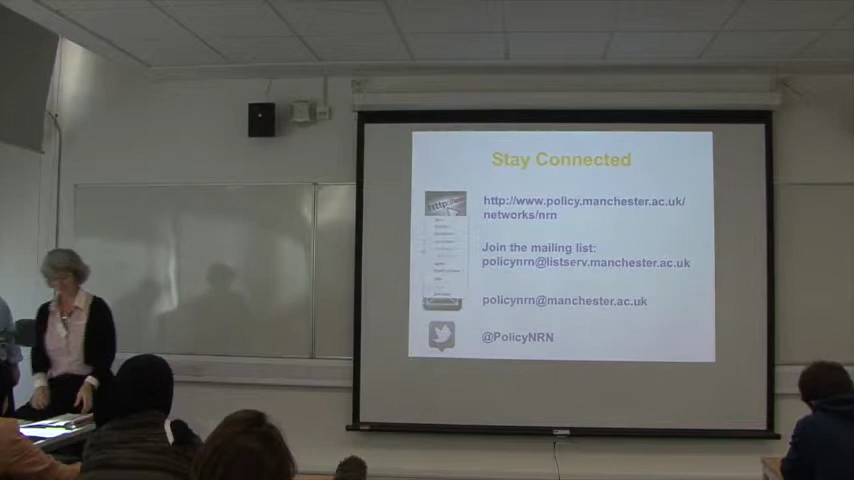 Stay Connected
http://www.policy.manchester.ac.uk/
networks/nrn
Join the mailing list:
policynrn@listserv.manchester.ac.uk
policynrn@manchester.ac.uk
@PolicyNRN
http://